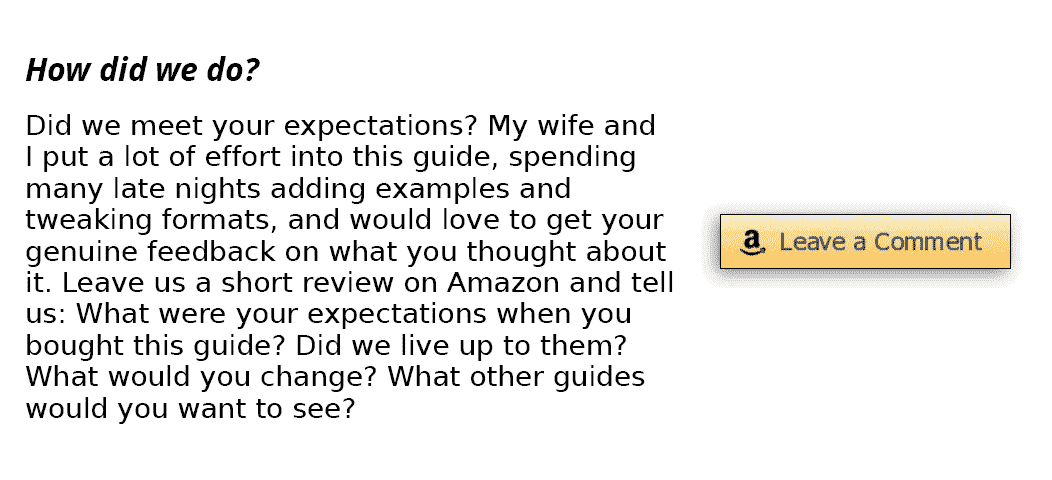 How did we do?
Did we meet your expectations? My wife and
I put a lot of effort into this guide, spending
many late nights adding examples and
tweaking formats, and would love to get your
genuine feedback on what you thought about
it. Leave us a short review on Amazon and tell
us: What were your expectations when you
bought this guide? Did we live up to them?
What would you change? What other guides
would you want to see?
a Leave a Comment